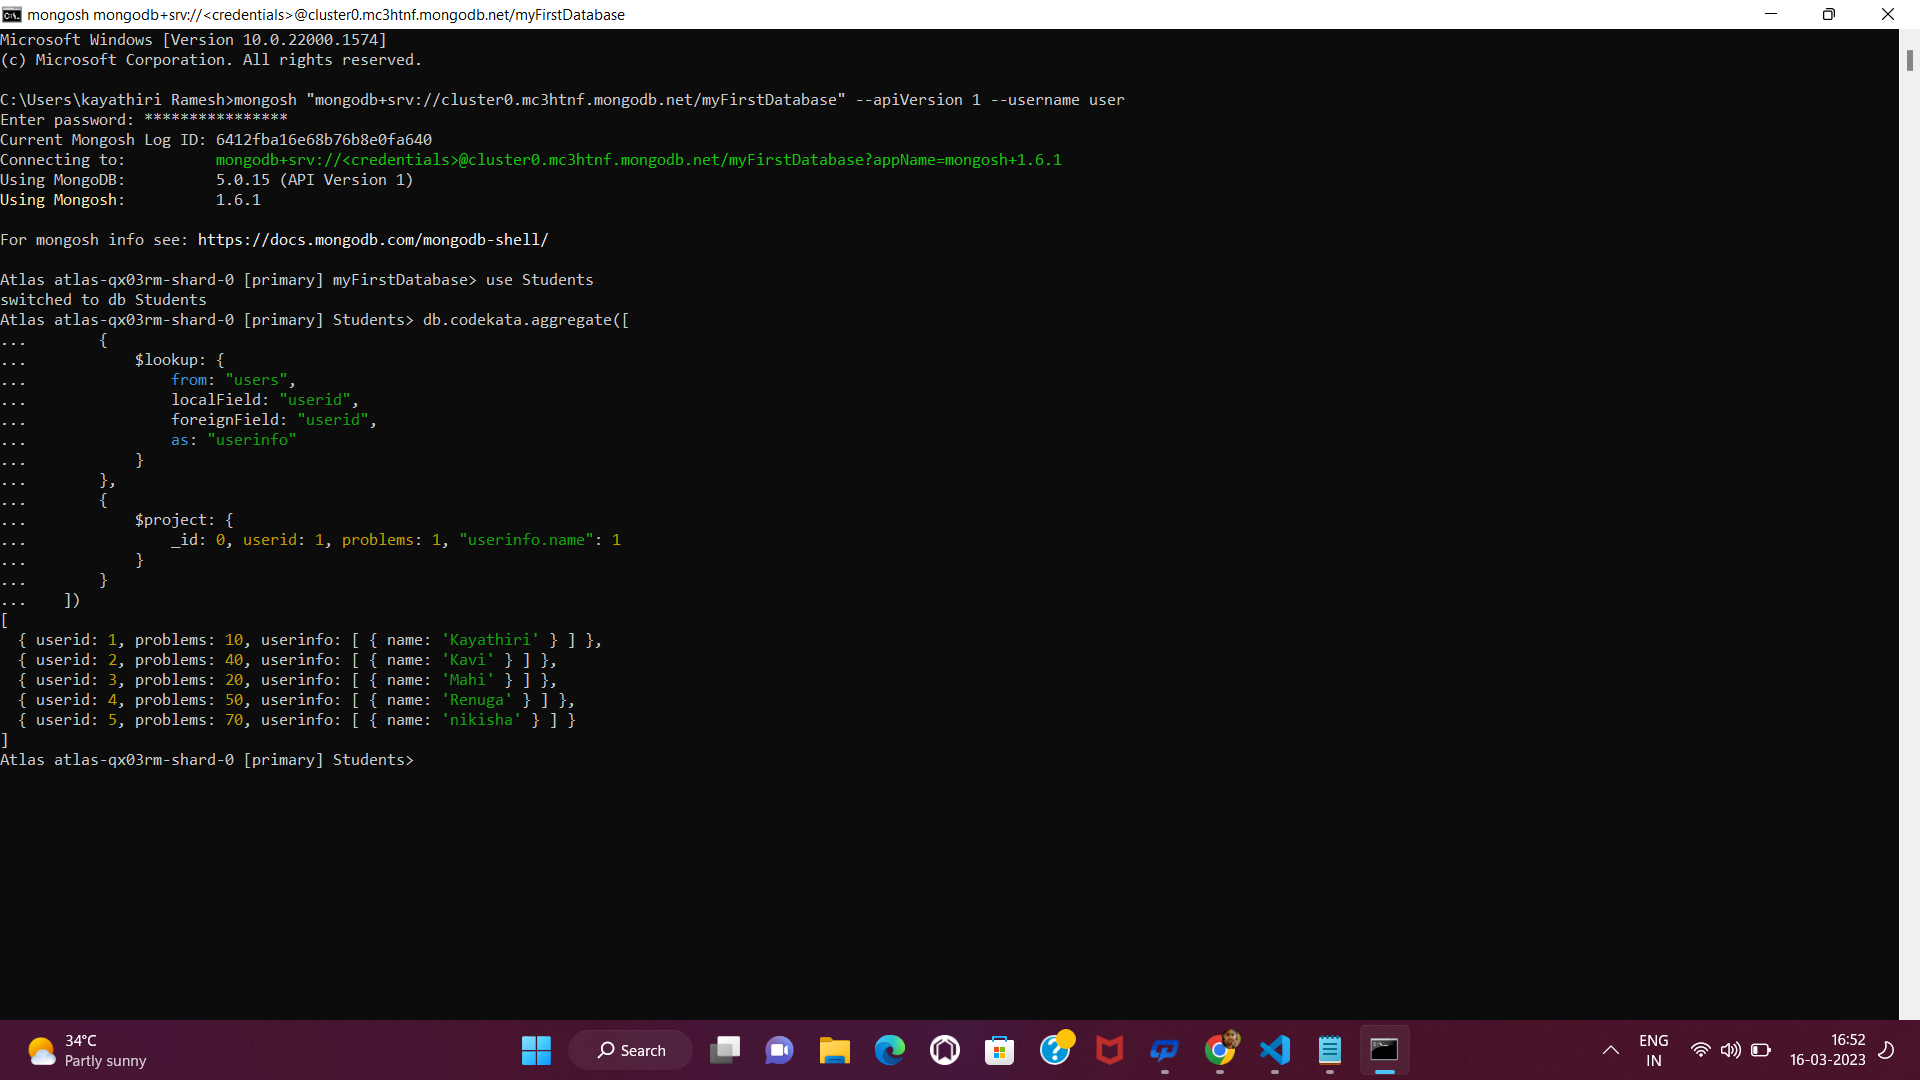 mongosh mongodb+srv://<credentials>@cluster0.mc3htnf.mongodb.net/myFirstDatabase
Microsoft Windows [Version 10.0.22000.1574]
(c) Microsoft Corporation. All rights reserved.
C:\Users\kayathiri Ramesh>mongosh "mongodb+srv://cluster0.mc3htnf.mongodb.net/myFirstDatabase" --apiVersion 1 --username user
Enter password: ****************
Current Mongosh Log ID: 6412fba16e68b76b8e0fa640
Connecting to:          mongodb+srv://<credentials>@cluster0.mc3htnf.mongodb.net/myFirstDatabase?appName=mongosh+1.6.1
Using MongoDB:          5.0.15 (API Version 1)
Using Mongosh:          1.6.1
For mongosh info see: https://docs.mongodb.com/mongodb-shell/
Atlas atlas-qx03rm-shard-0 [primary] myFirstDatabase> use Students
switched to db Students
Atlas atlas-qx03rm-shard-0 [primary] Students> db.codekata.aggregate([
...        {
...            $lookup: {
...                from: "users",
...                localField: "userid",
...                foreignField: "userid",
...                as: "userinfo"
...            }
...        },
...        {
...            $project: {
...                _id: 0, userid: 1, problems: 1, "userinfo.name": 1
...            }
...        }
...    ])
[
  { userid: 1, problems: 10, userinfo: [ { name: 'Kayathiri' } ] },
  { userid: 2, problems: 40, userinfo: [ { name: 'Kavi' } ] },
  { userid: 3, problems: 20, userinfo: [ { name: 'Mahi' } ] },
  { userid: 4, problems: 50, userinfo: [ { name: 'Renuga' } ] },
  { userid: 5, problems: 70, userinfo: [ { name: 'nikisha' } ] }
]
Atlas atlas-qx03rm-shard-0 [primary] Students>
34°C
Partly sunny
Search
ENG
IN
16:52
16-03-2023